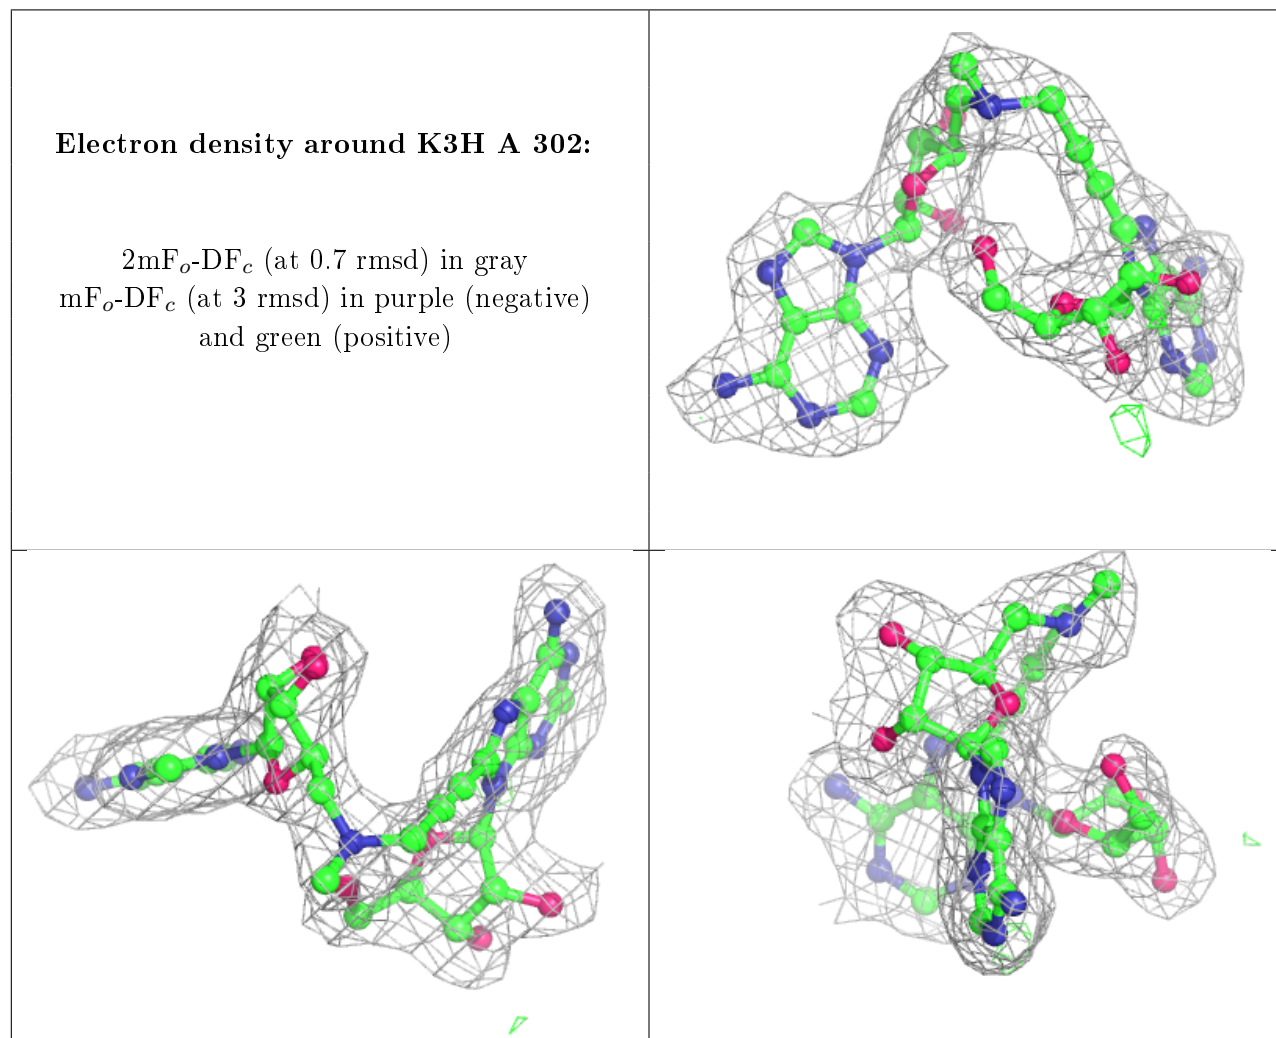 Electron density around K3H A 302:
2mFo-DFc (at 0.7 rmsd) in gray
mFo-DFc (at 3 rmsd) in purple (negative)
and green (positive)